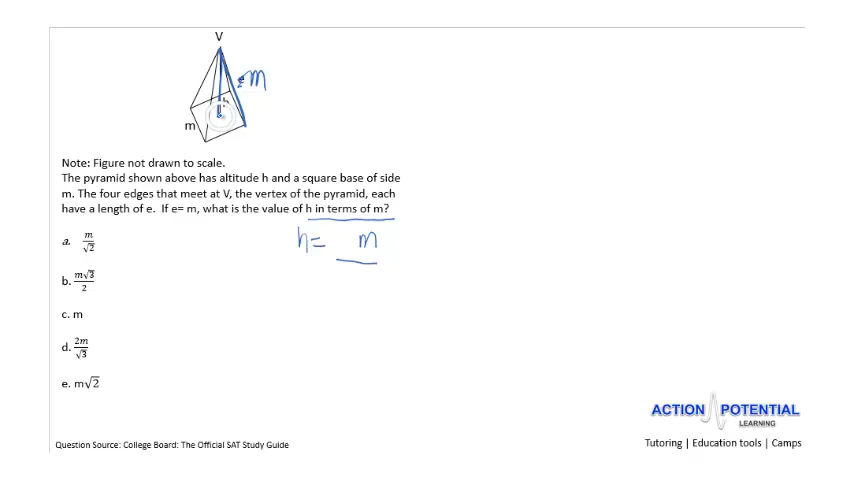 V
e m
h
m
Note: Figure not drawn to scale.
The pyramid shown above has altitude h and a square base of side
m. The four edges that meet at V, the vertex of the pyramid, each
have a length of e. If e= m, what is the value of h in terms of m?
h= m
a. m/√2
b. m√3/2
c. m
d. 2m/√3
e. m√2
ACTION POTENTIAL
LEARNING
Tutoring | Education tools | Camps
Question Source: College Board: The Official SAT Study Guide